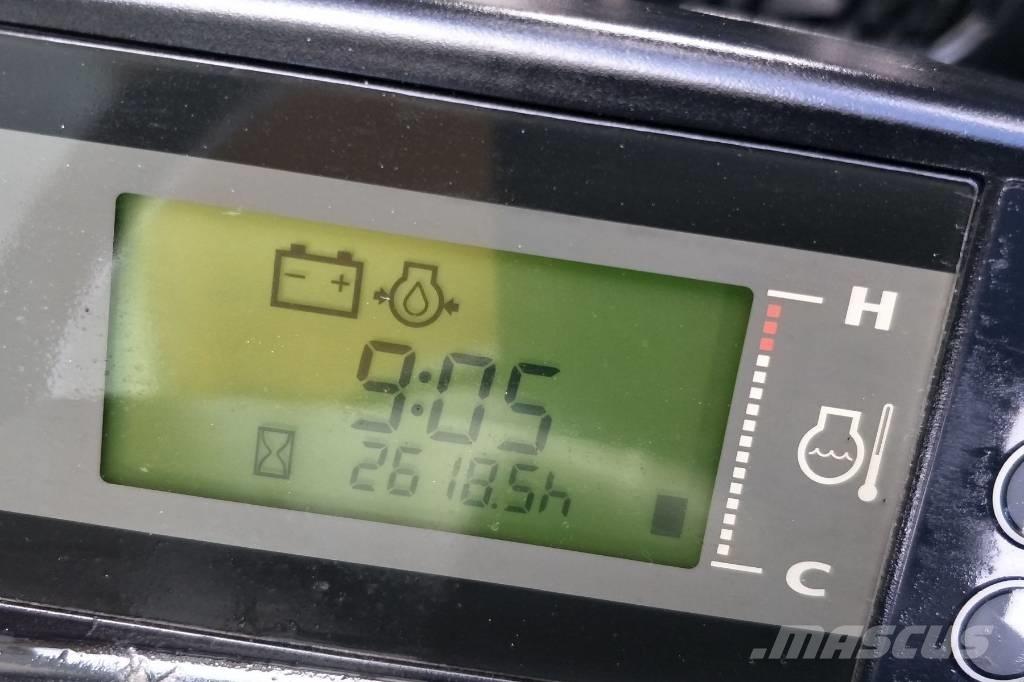 - +
9:05
2618.5h
H
C
MASCUS